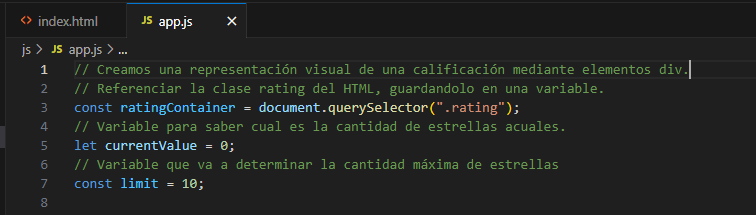 index.html
JS app.js ×
js > JS app.js > ...
1 // Creamos una representación visual de una calificación mediante elementos div.
2 // Referenciar la clase rating del HTML, guardandolo en una variable.
3 const ratingContainer = document.querySelector(".rating");
4 // Variable para saber cual es la cantidad de estrellas acuales.
5 let currentValue = 0;
6 // Variable que va a determinar la cantidad máxima de estrellas
7 const limit = 10;
8